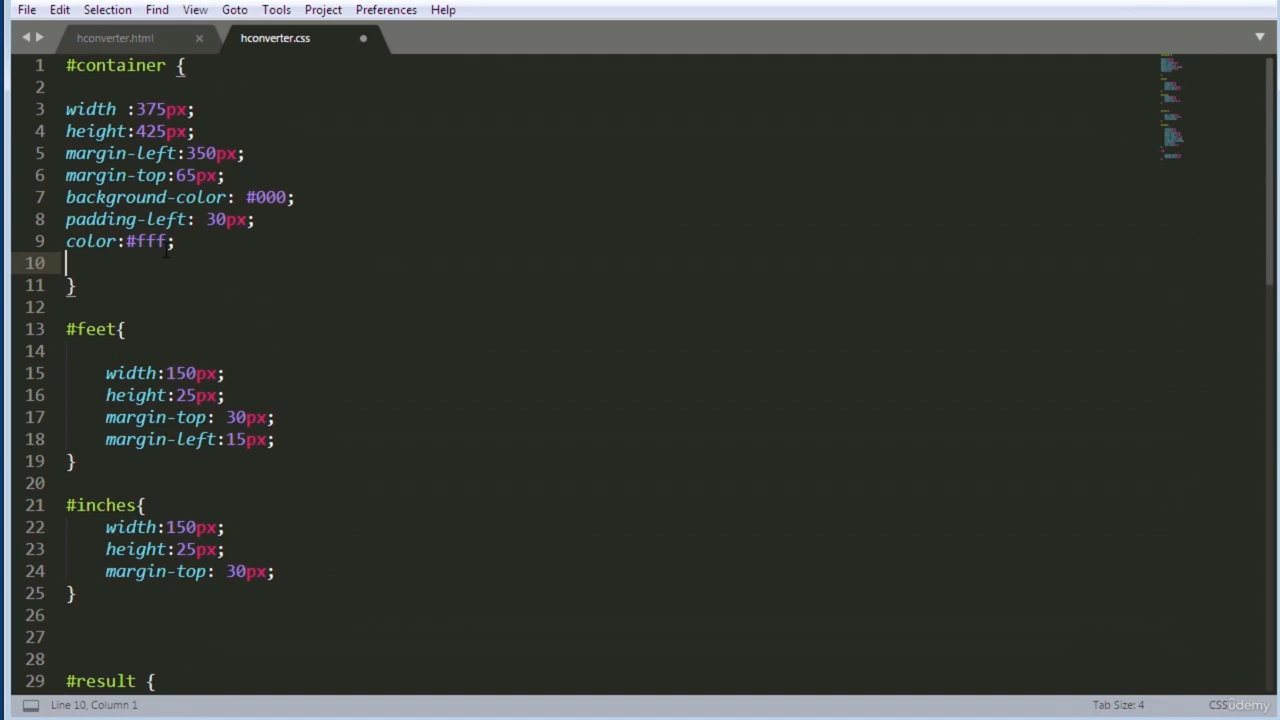 File Edit Selection Find View Goto Tools Project Preferences Help
hconverter.html × hconverter.css
1 #container {
2
3 width :375px;
4 height:425px;
5 margin-left:350px;
6 margin-top:65px;
7 background-color: #000;
8 padding-left: 30px;
9 color:#fff;
10
11 }
12
13 #feet{
14
15 width:150px;
16 height:25px;
17 margin-top: 30px;
18 margin-left:15px;
19 }
20
21 #inches{
22 width:150px;
23 height:25px;
24 margin-top: 30px;
25 }
26
27
28
29 #result {
Line 10, Column 1 Tab Size: 4 CSS ûdemy